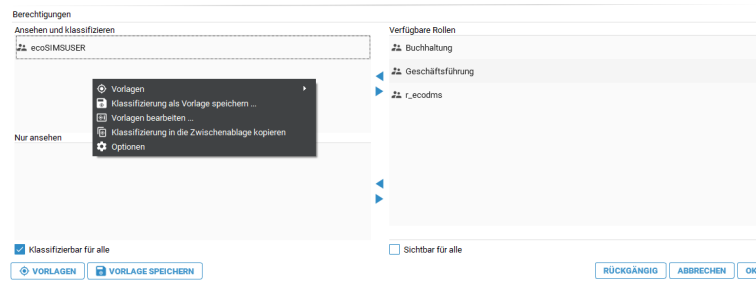 Berechtigungen
Ansehen und klassifizieren
Verfügbare Rollen
ecoSIMSUSER
Buchhaltung
Geschäftsführung
r_ecodms
Vorlagen
Klassifizierung als Vorlage speichern ...
Vorlagen bearbeiten ...
Klassifizierung in die Zwischenablage kopieren
Optionen
Nur ansehen
Klassifizierbar für alle
Sichtbar für alle
VORLAGEN
VORLAGE SPEICHERN
RÜCKGÄNGIG
ABBRECHEN
OK